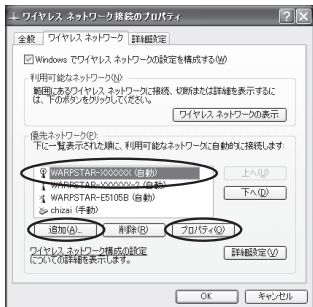 ワイヤレス ネットワーク接続のプロパティ
全般
ワイヤレス ネットワーク
詳細設定
Windows でワイヤレス ネットワークの設定を構成する(W)
利用可能なネットワーク(N):
範囲にあるワイヤレス ネットワークに接続、切断または詳細を表示するに
は、下のボタンをクリックしてください。
ワイヤレス ネットワークの表示
優先ネットワーク(P):
下に一覧表示された順に、利用可能なネットワークに自動的に接続します:
WARPSTAR-XXXXXX (自動)
WARPSTAR-XXXXXX-2 (自動)
WARPSTAR-E5105B (自動)
chizai (手動)
上へ(U)
下へ(D)
追加(A)...
削除(R)
プロパティ(O)
ワイヤレス ネットワーク構成の設定
についての詳細を表示します。
詳細設定(V)
OK
キャンセル